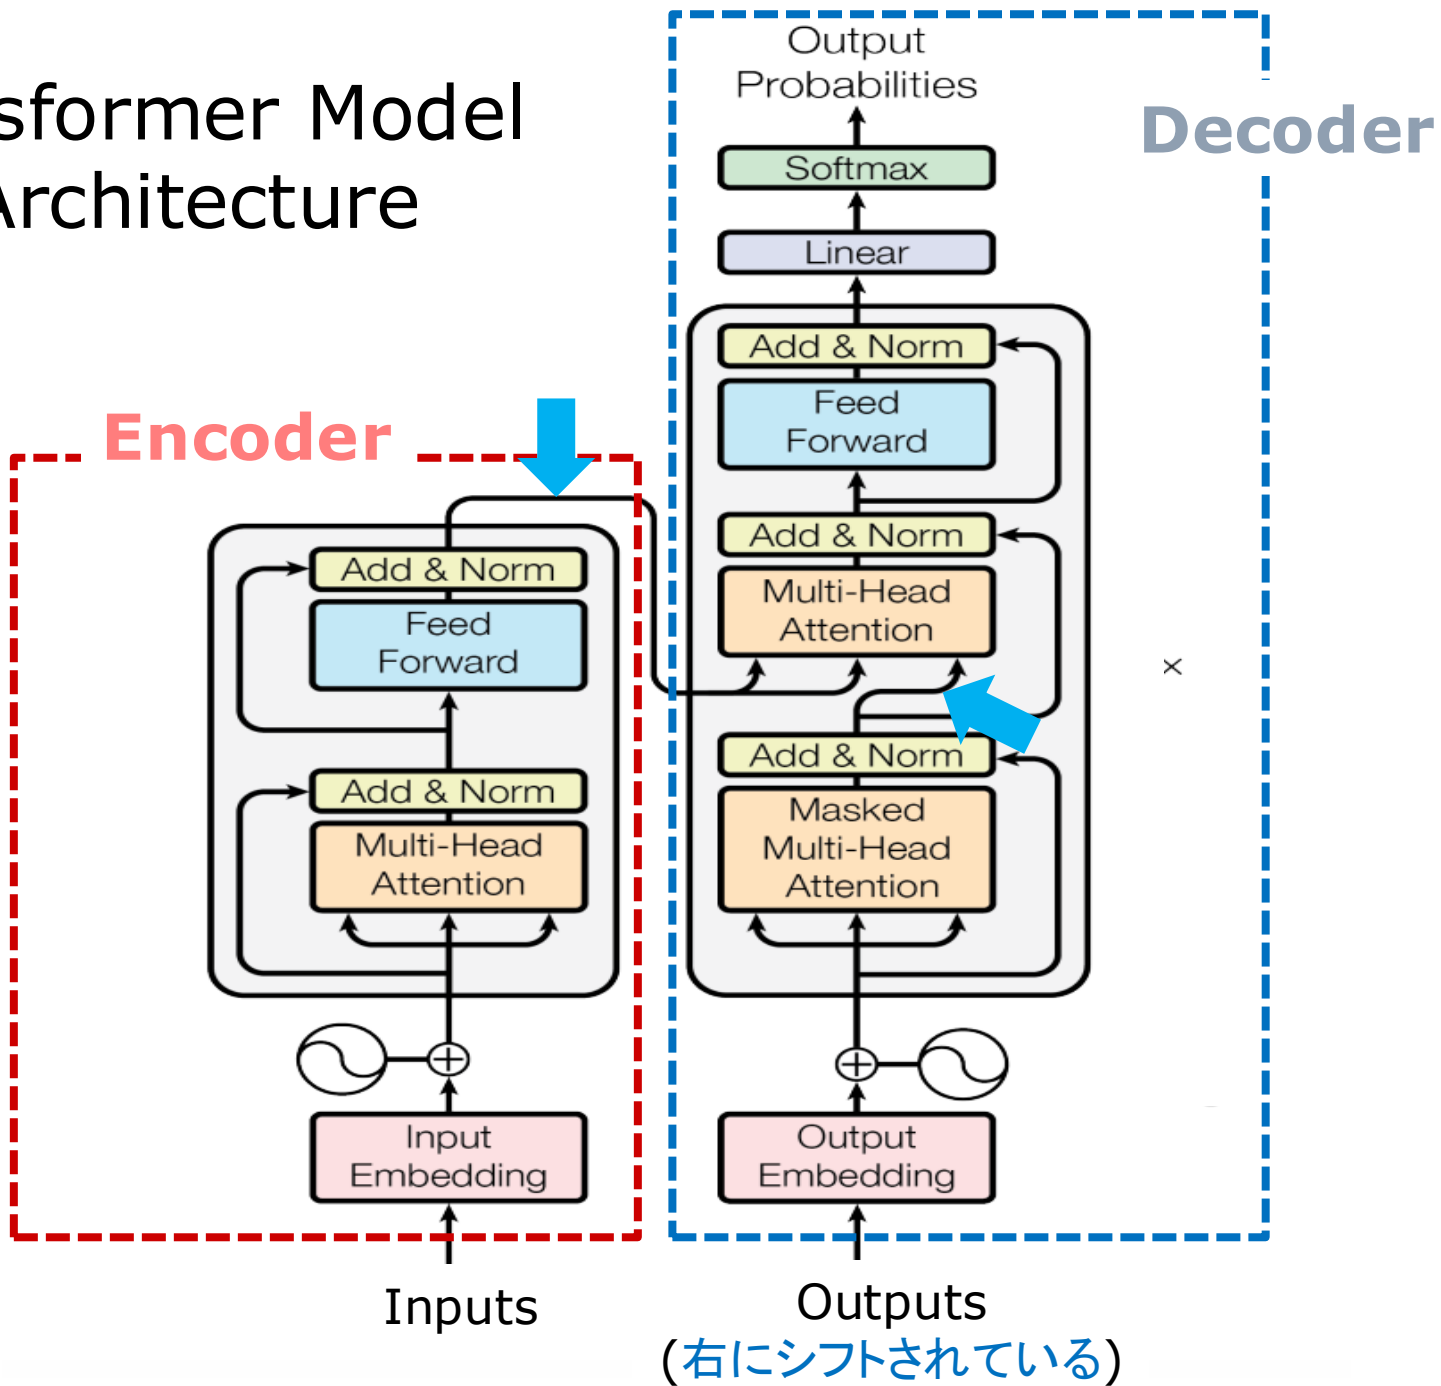 sformer Model
Architecture
Encoder
Add & Norm
Feed
Forward
Add & Norm
Multi-Head
Attention
Input
Embedding
Inputs
Decoder
Output
Probabilities
Softmax
Linear
Add & Norm
Feed
Forward
Add & Norm
Multi-Head
Attention
x
Add & Norm
Masked
Multi-Head
Attention
Output
Embedding
Outputs
(右にシフトされている)